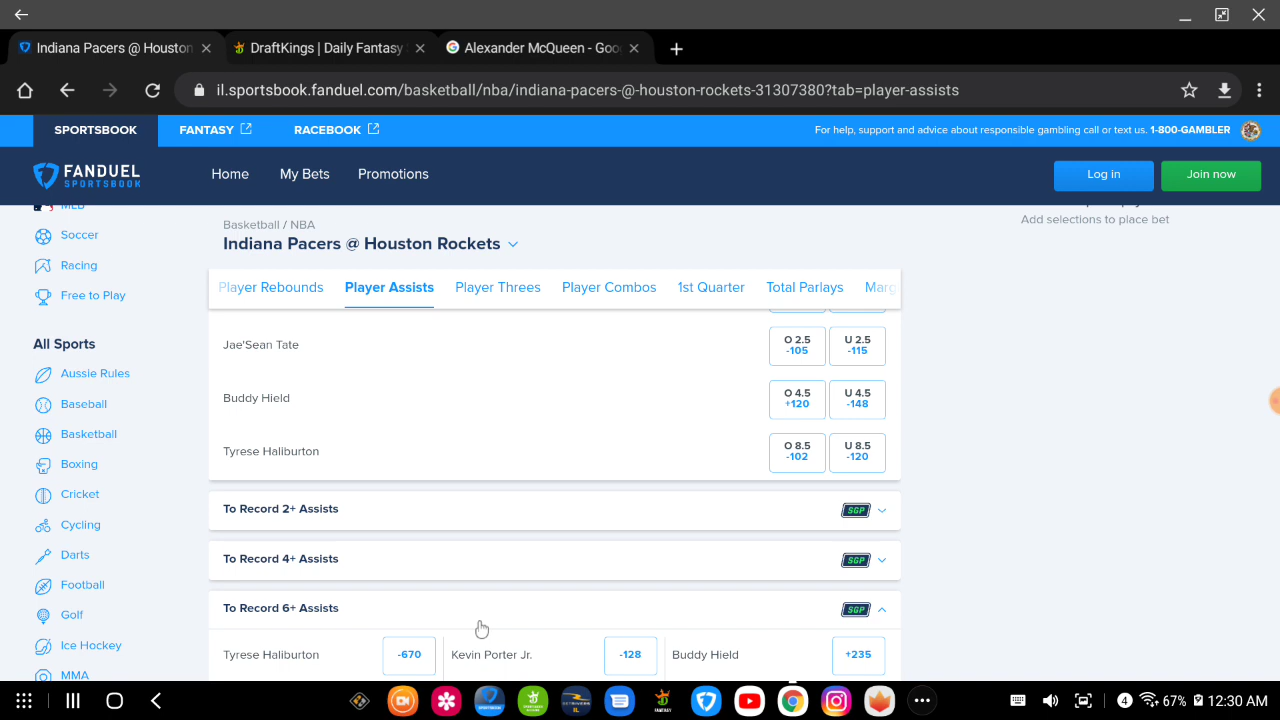 Indiana Pacers @ Houston
DraftKings | Daily Fantasy
Alexander McQueen - Goo
il.sportsbook.fanduel.com/basketball/nba/indiana-pacers-@-houston-rockets-31307380?tab=player-assists
SPORTSBOOK FANTASY RACEBOOK For help, support and advice about responsible gambling call or text us. 1-800-GAMBLER
FANDUEL
SPORTSBOOK
Home My Bets Promotions Log in Join now
MLB
Soccer
Racing
Free to Play
All Sports
Aussie Rules
Baseball
Basketball
Boxing
Cricket
Cycling
Darts
Football
Golf
Ice Hockey
MMA
Basketball / NBA
Indiana Pacers @ Houston Rockets
Player Rebounds Player Assists Player Threes Player Combos 1st Quarter Total Parlays Marg
Jae'Sean Tate O 2.5 -105 U 2.5 -115
Buddy Hield O 4.5 +120 U 4.5 -148
Tyrese Haliburton O 8.5 -102 U 8.5 -120
To Record 2+ Assists SGP
To Record 4+ Assists SGP
To Record 6+ Assists SGP
Tyrese Haliburton -670 Kevin Porter Jr. -128 Buddy Hield +235
Add selections to place bet
4 67% 12:30 AM